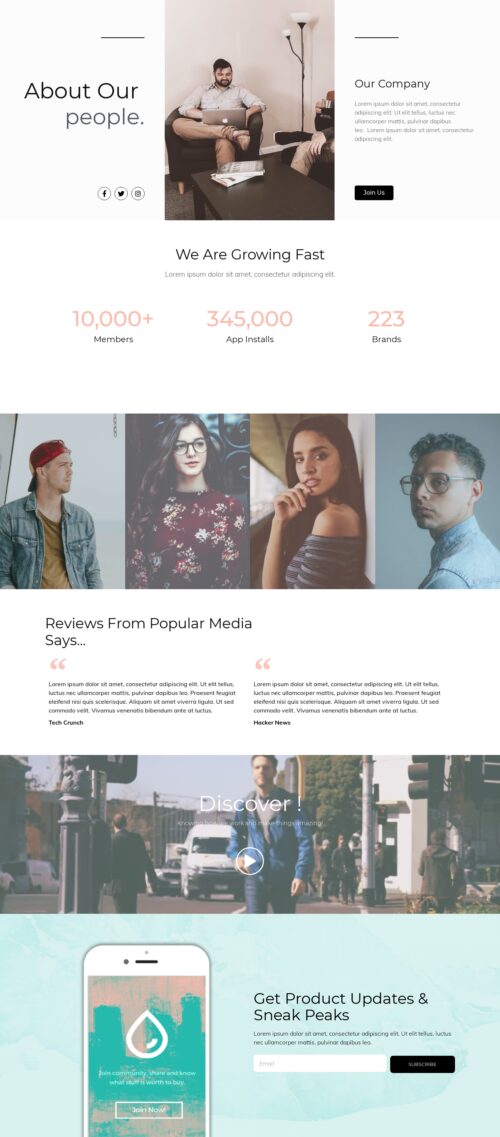 About Our
people.
Our Company
Lorem ipsum dolor sit amet, consectetur
adipiscing elit. Ut elit tellus, luctus nec
ullamcorper mattis, pulvinar dapibus
leo. Lorem ipsum dolor sit amet, consectetur
adipiscing elit.
Join Us
We Are Growing Fast
Lorem ipsum dolor sit amet, consectetur adipiscing elit.
10,000+
Members
345,000
App Installs
223
Brands
Reviews From Popular Media
Says...
“
Lorem ipsum dolor sit amet, consectetur adipiscing elit. Ut elit tellus,
luctus nec ullamcorper mattis, pulvinar dapibus leo. Praesent feugiat
eleifend nisi quis scelerisque. Aliquam sit amet viverra ligula. Ut sed
commodo velit. Vivamus venenatis bibendum ante at luctus.
Tech Crunch
“
Lorem ipsum dolor sit amet, consectetur adipiscing elit. Ut elit tellus,
luctus nec ullamcorper mattis, pulvinar dapibus leo. Praesent feugiat
eleifend nisi quis scelerisque. Aliquam sit amet viverra ligula. Ut sed
commodo velit. Vivamus venenatis bibendum ante at luctus.
Hacker News
Discover !
Knowing how we work and make things amazing!
Join community, share and know
what stuff is worth to buy.
Join Now!
Get Product Updates &
Sneak Peaks
Lorem ipsum dolor sit amet, consectetur adipiscing elit. Ut elit tellus, luctus
nec ullamcorper mattis, pulvinar dapibus leo.
Email
SUBSCRIBE